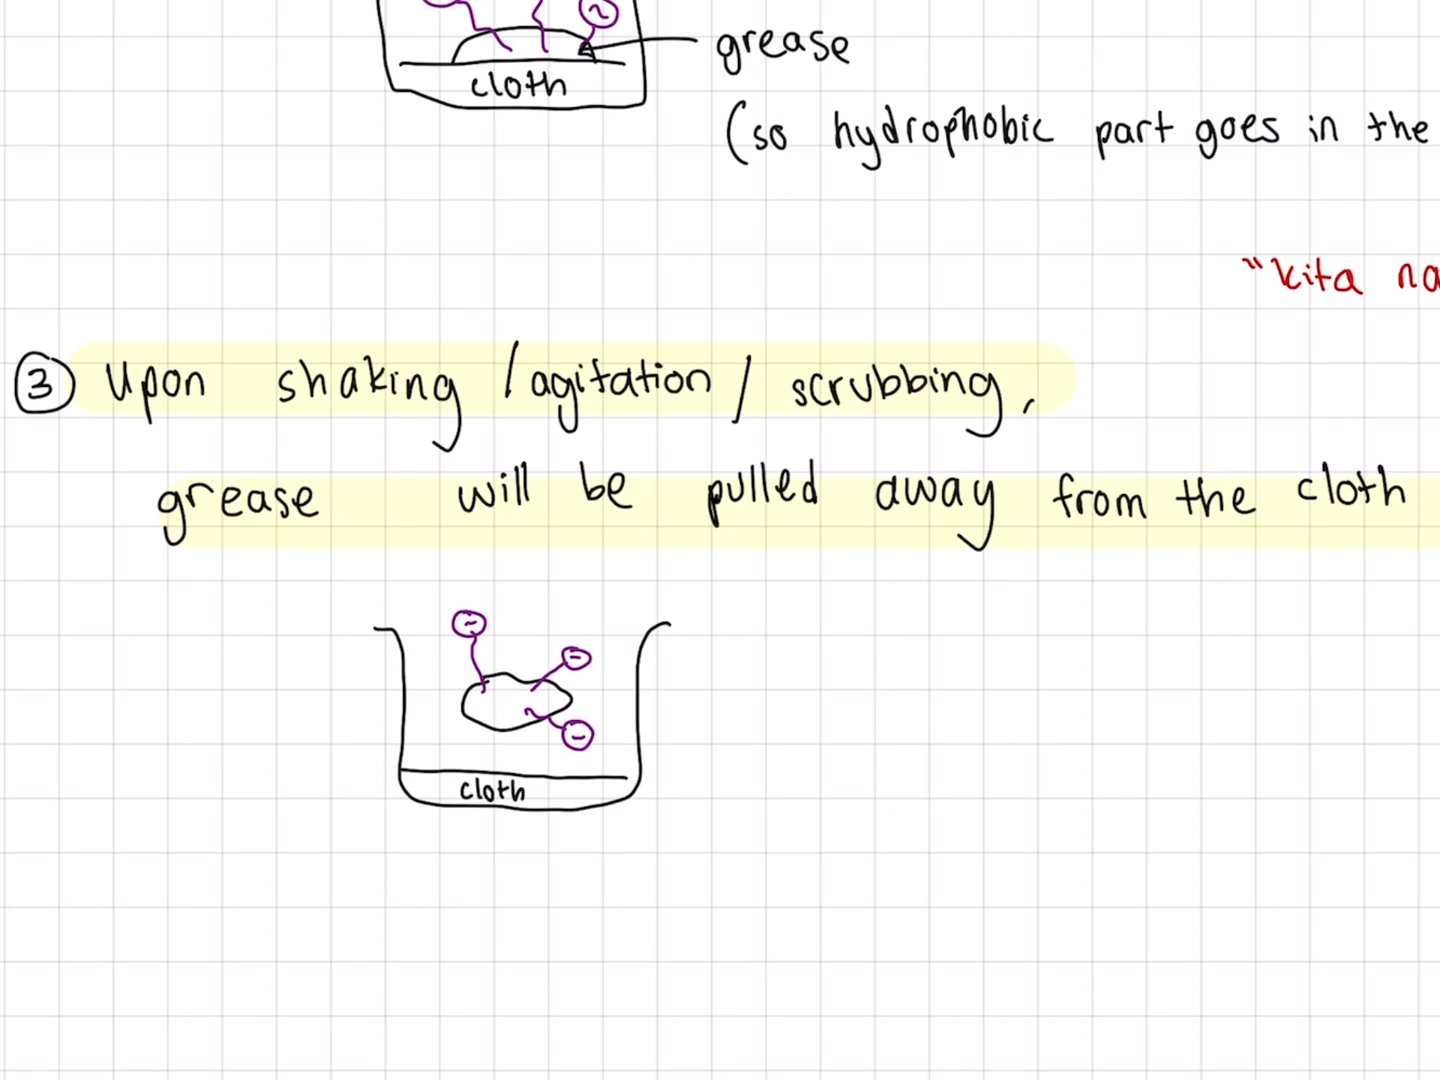 grease
cloth
(so hydrophobic part goes in the
"kita na
③ Upon shaking / agitation / scrubbing,
grease will be pulled away from the cloth
cloth